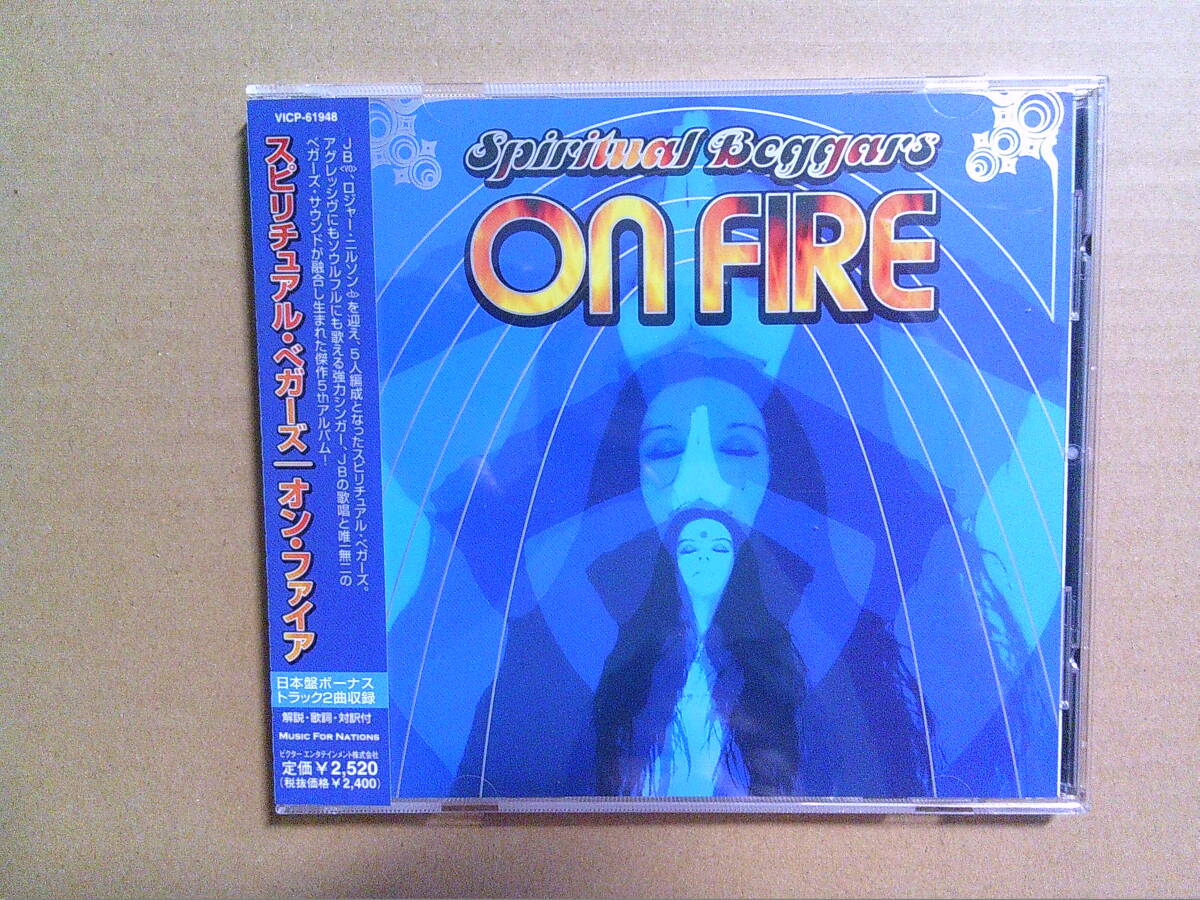 VICP-61948
スピリチュアル・ベガーズ|オン・ファイア
JB〈vo〉、ロジャー・ニルソン〈b〉を迎え、5人編成となったスピリチュアル・ベガーズ。
アグレッシヴにもソウルフルにも歌える強力シンガー、JBの歌唱と唯一無二の
ベガーズ・サウンドが融合し生まれた傑作5thアルバム!
日本盤ボーナス
トラック2曲収録
解説・歌詞・対訳付
MUSIC FOR NATIONS
ビクターエンタテインメント株式会社
定価¥2,520
(税抜価格¥2,400)
Spiritual Beggars
ON FIRE